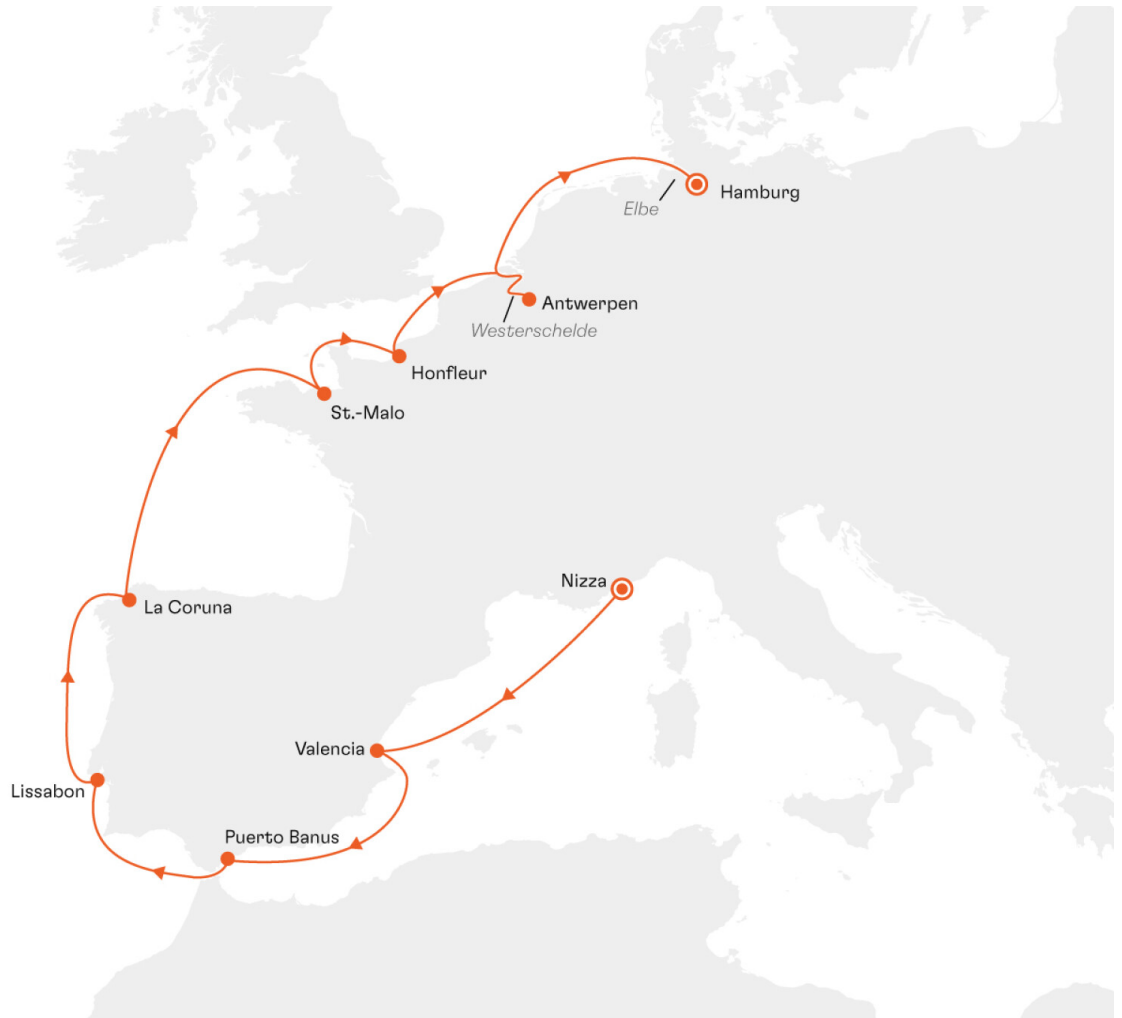 Hamburg
Elbe
Antwerpen
Westerschelde
Honfleur
St.-Malo
Nizza
La Coruna
Valencia
Lissabon
Puerto Banus